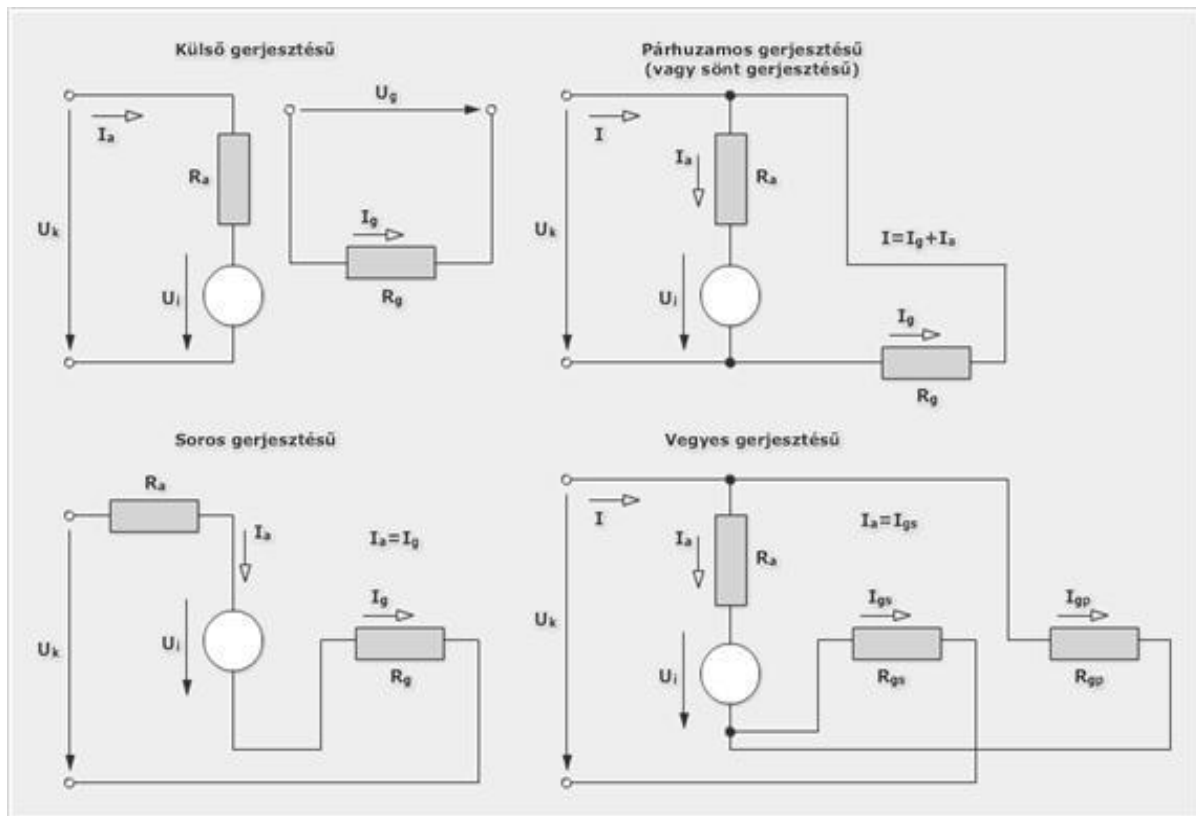 Külső gerjesztésű
Ug
Ia
Ra
Uk
Ig
Ui
Rg
Párhuzamos gerjesztésű
(vagy sönt gerjesztésű)
I
Ia
Ra
Uk
I=Ig+Ia
Ui
Ig
Rg
Soros gerjesztésű
Ra
Ia
Ia=Ig
Ig
Uk
Ui
Rg
Vegyes gerjesztésű
I
Ia
Ia=Igs
Ra
Igs
Igp
Uk
Ui
Rgs
Rgp